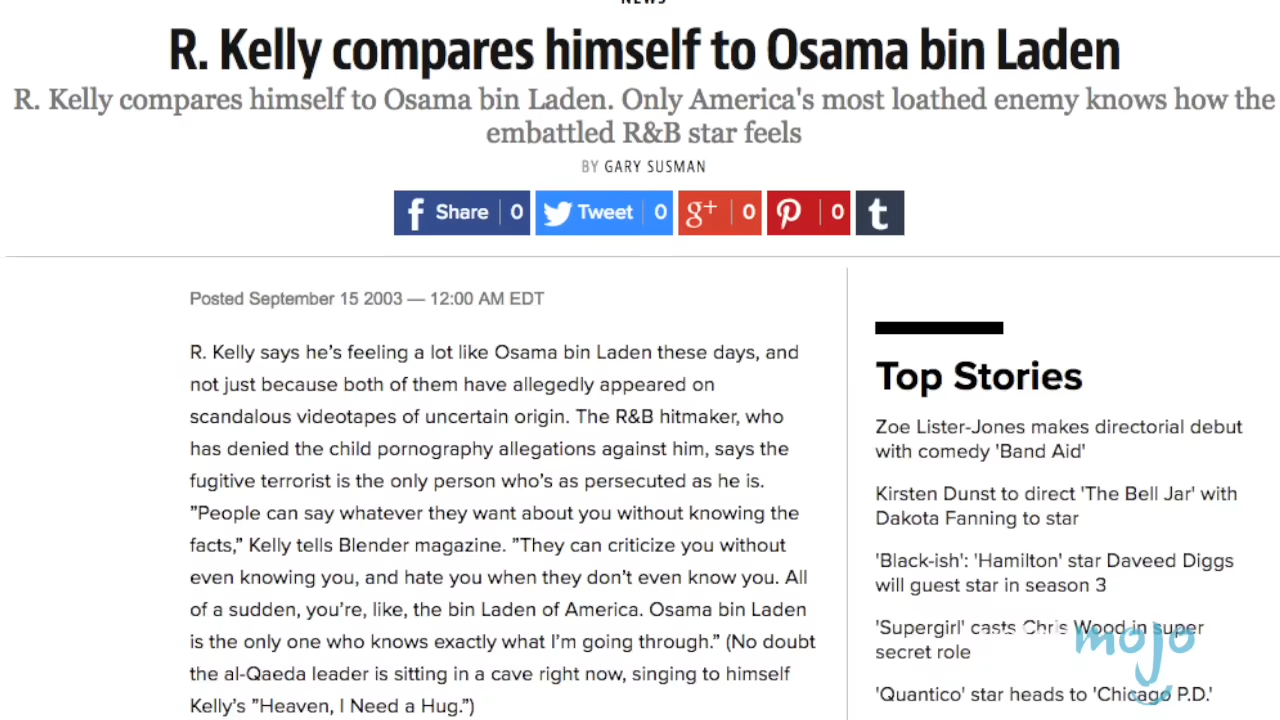 NEWS
R. Kelly compares himself to Osama bin Laden
R. Kelly compares himself to Osama bin Laden. Only America's most loathed enemy knows how the
embattled R&B star feels
BY GARY SUSMAN
f Share 0 Tweet 0 g+ 0 0 t
Posted September 15 2003 — 12:00 AM EDT
R. Kelly says he’s feeling a lot like Osama bin Laden these days, and
not just because both of them have allegedly appeared on
scandalous videotapes of uncertain origin. The R&B hitmaker, who
has denied the child pornography allegations against him, says the
fugitive terrorist is the only person who’s as persecuted as he is.
”People can say whatever they want about you without knowing the
facts,” Kelly tells Blender magazine. ”They can criticize you without
even knowing you, and hate you when they don’t even know you. All
of a sudden, you’re, like, the bin Laden of America. Osama bin Laden
is the only one who knows exactly what I’m going through.” (No doubt
the al-Qaeda leader is sitting in a cave right now, singing to himself
Kelly’s ”Heaven, I Need a Hug.”)
Top Stories
Zoe Lister-Jones makes directorial debut
with comedy 'Band Aid'
Kirsten Dunst to direct 'The Bell Jar' with
Dakota Fanning to star
'Black-ish': 'Hamilton' star Daveed Diggs
will guest star in season 3
'Supergirl' casts Chris Wood in super
secret role
'Quantico' star heads to 'Chicago P.D.'
mojo